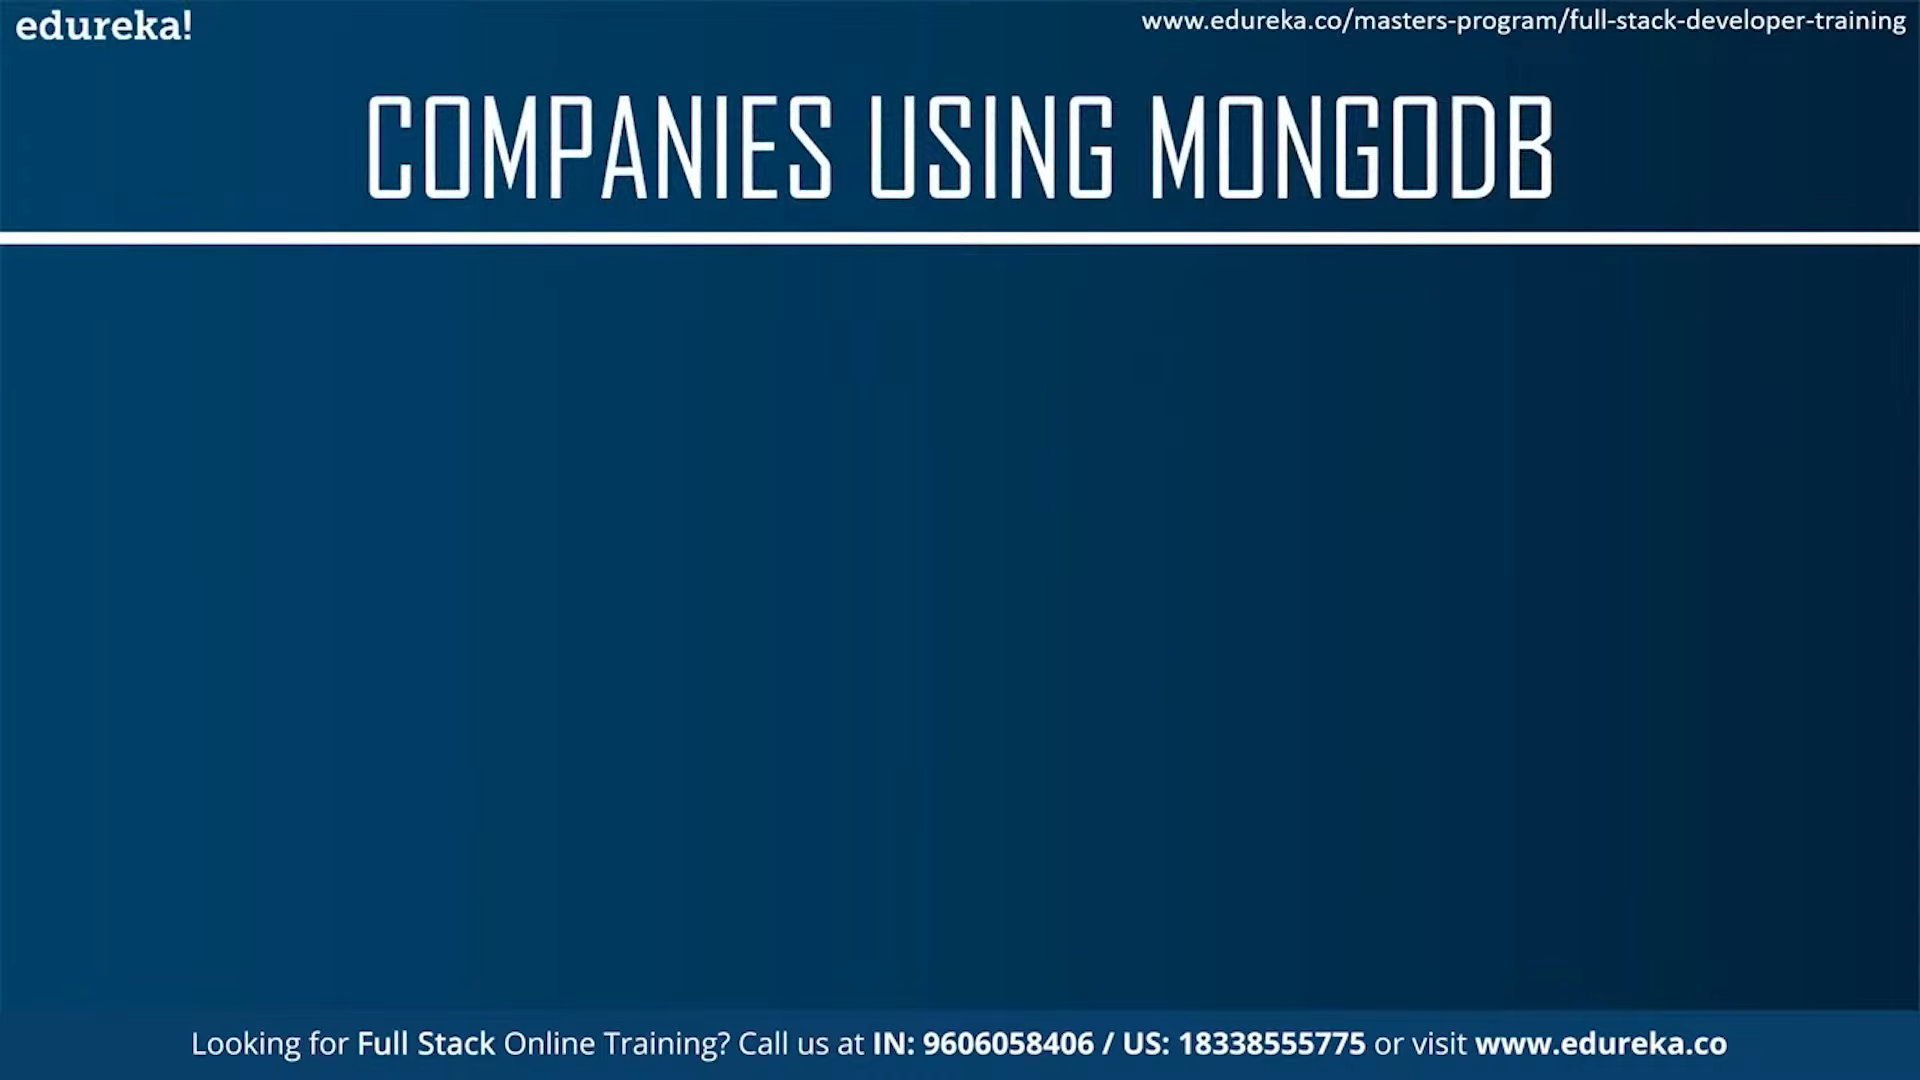 edureka!
www.edureka.co/masters-program/full-stack-developer-training
COMPANIES USING MONGODB
Looking for Full Stack Online Training? Call us at IN: 9606058406 / US: 18338555775 or visit www.edureka.co